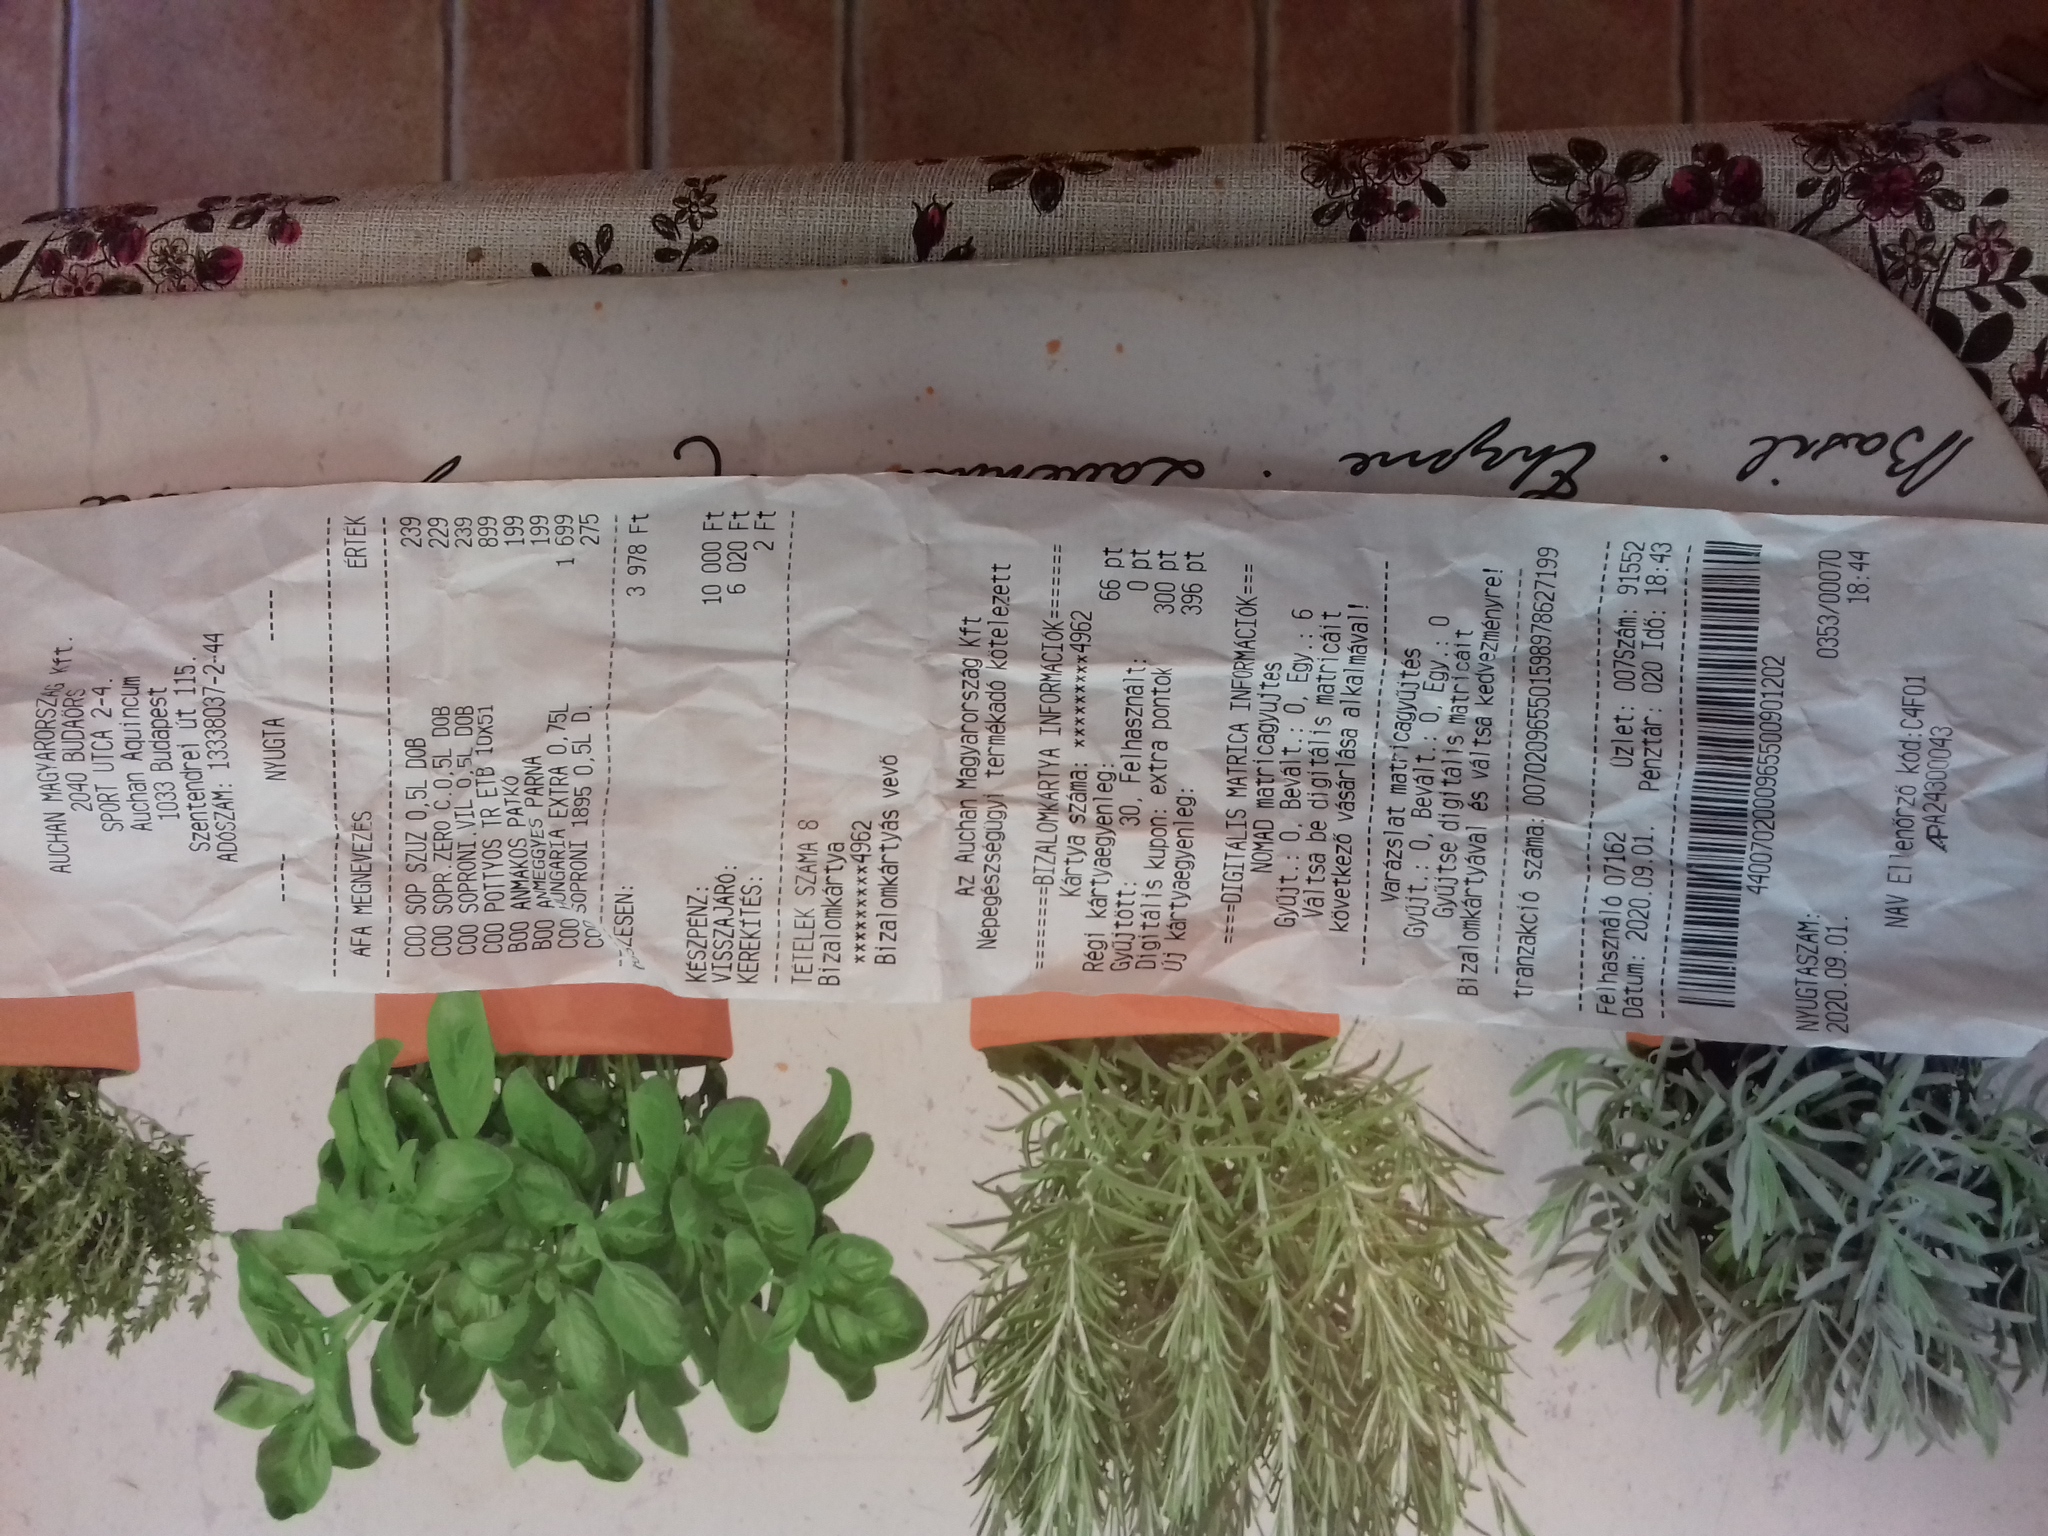 AUCHAN MAGYARORSZÁG Kft.
2040 BUDAÖRS
SPORT UTCA 2-4.
Auchan Aquincum
1033 Budapest
Szentendrei út 115.
ADÓSZÁM: 13338037-2-44
----- NYUGTA -----
ÁFA MEGNEVEZÉS ÉRTÉK
C00 SOP SZUZ 0,5L DOB 239
C00 SOPR.ZERO C.0,5L DOB 229
C00 SOPRONI.VIL 0,5L DOB 239
C00 POTTYOS TR ETB 10X51 899
B00 ANMÁKOS PATKÓ 199
B00 ANMEGGYES PARNA 199
C00 HUNGARIA EXTRA 0,75L 1 699
C00 SOPRONI 1895 0,5L D. 275
ÖSSZESEN: 3 978 Ft
KÉSZPÉNZ: 10 000 Ft
VISSZAJÁRÓ: 6 020 Ft
KEREKÍTÉS: 2 Ft
TÉTELEK SZÁMA 8
Bizalomkártya
*********4962
Bizalomkártyás vevő
Az Auchan Magyarország Kft
Népegészségügyi termékadó kötelezett
========BIZALOMKÁRTYA INFORMÁCIÓK=======
Kártya száma: *********4962
Régi kártyaegyenleg: 66 pt
Gyűjtött: 30, Felhasznált: 0 pt
Digitális kupon: extra pontok 300 pt
Új kártyaegyenleg: 396 pt
====DIGITÁLIS MATRICA INFORMÁCIÓK===
NOMAD matricagyujtes
Gyűjt.: 0, Bevált.: 0, Egy.: 6
Váltsa be digitális matricáit
következő vásárlása alkalmával!
Varázslat matricagyűjtés
Gyűjt.: 0, Bevált.: 0, Egy.: 0
Gyűjtse digitális matricáit
Bizalomkártyával és váltsa kedvezményre!
tranzakció száma: 007020965501598978627199
Felhasználó 07162 Üzlet: 007Szám: 91552
Dátum: 2020.09.01. Pénztár: 020 Idő: 18:43
4400702000965500901202
NYUGTASZÁM: 0353/00070
2020.09.01. 18:44
NAV Ellenőrző kód:C4F01
APA24300043
Basil . Thyme .